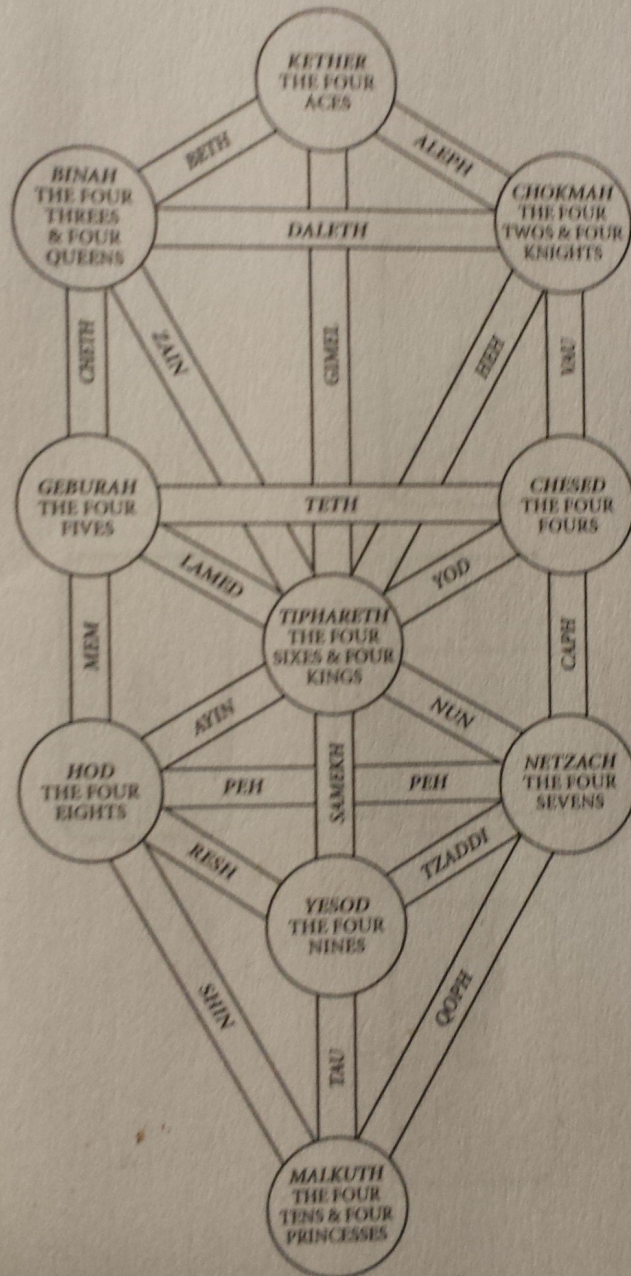 KETHER
THE FOUR
ACES
BETH
ALEPH
BINAH
THE FOUR
THREES
& FOUR
QUEENS
CHOKMAH
THE FOUR
TWOS & FOUR
KNIGHTS
DALETH
CHETH
ZAIN
GIMEL
HEH
VAU
GEBURAH
THE FOUR
FIVES
CHESED
THE FOUR
FOURS
TETH
LAMED
YOD
TIPHARETH
THE FOUR
SIXES & FOUR
KINGS
MEM
CAPH
AYIN
NUN
HOD
THE FOUR
EIGHTS
NETZACH
THE FOUR
SEVENS
PEH
SAMEKH
PEH
RESH
TZADDI
YESOD
THE FOUR
NINES
SHIN
QOPH
TAU
MALKUTH
THE FOUR
TENS & FOUR
PRINCESSES